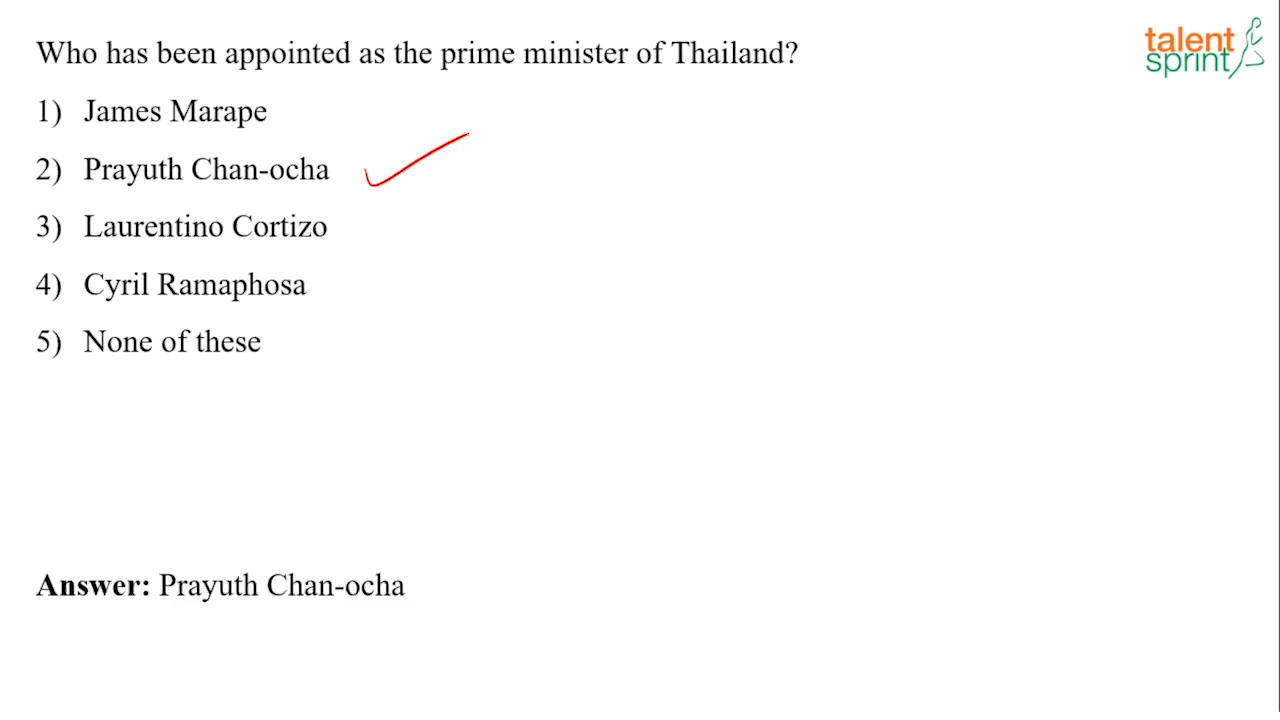 Who has been appointed as the prime minister of Thailand?
talent
sprint
1) James Marape
2) Prayuth Chan-ocha
3) Laurentino Cortizo
4) Cyril Ramaphosa
5) None of these
Answer: Prayuth Chan-ocha